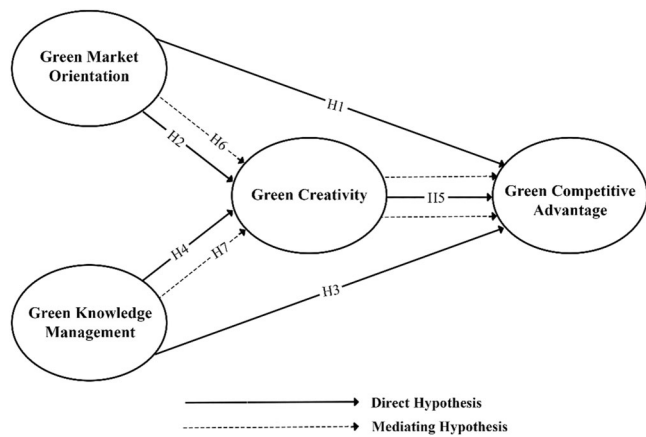 Green Market
Orientation
H1
H6
H2
Green Creativity
H5
Green Competitive
Advantage
H4
H7
Green Knowledge
Management
H3
Direct Hypothesis
Mediating Hypothesis